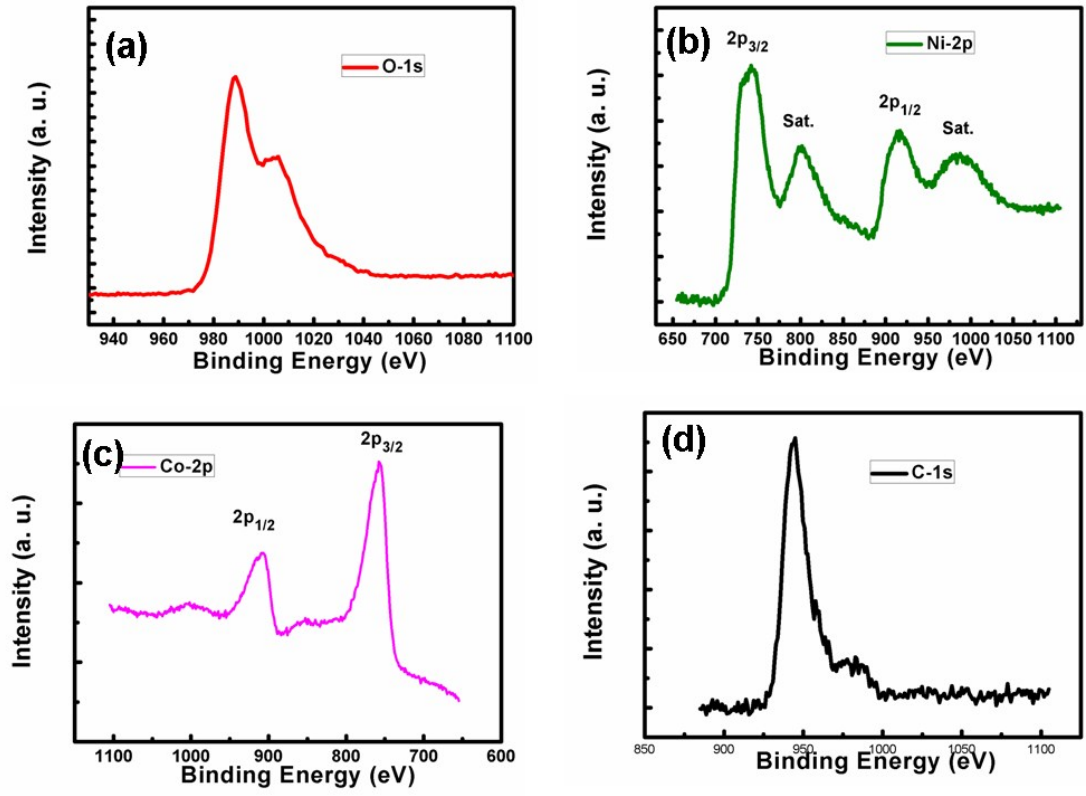 (a)
O-1s
Intensity (a. u.)
940 960 980 1000 1020 1040 1060 1080 1100
Binding Energy (eV)
(b)
2p3/2
Ni-2p
Sat.
2p1/2
Sat.
Intensity (a. u.)
650 700 750 800 850 900 950 1000 1050 1100
Binding Energy (eV)
(c)
Co-2p
2p3/2
2p1/2
Intensity (a. u.)
1100 1000 900 800 700 600
Binding Energy (eV)
(d)
C-1s
Intensity (a. u.)
850 900 950 1000 1050 1100
Binding Energy (eV)